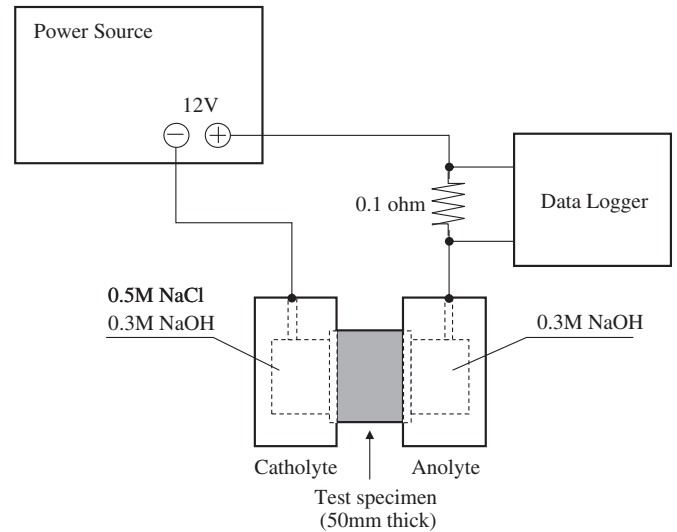 Power Source
12V
− +
0.1 ohm
Data Logger
0.5M NaCl
0.3M NaOH
0.3M NaOH
Catholyte
Anolyte
Test specimen
(50mm thick)